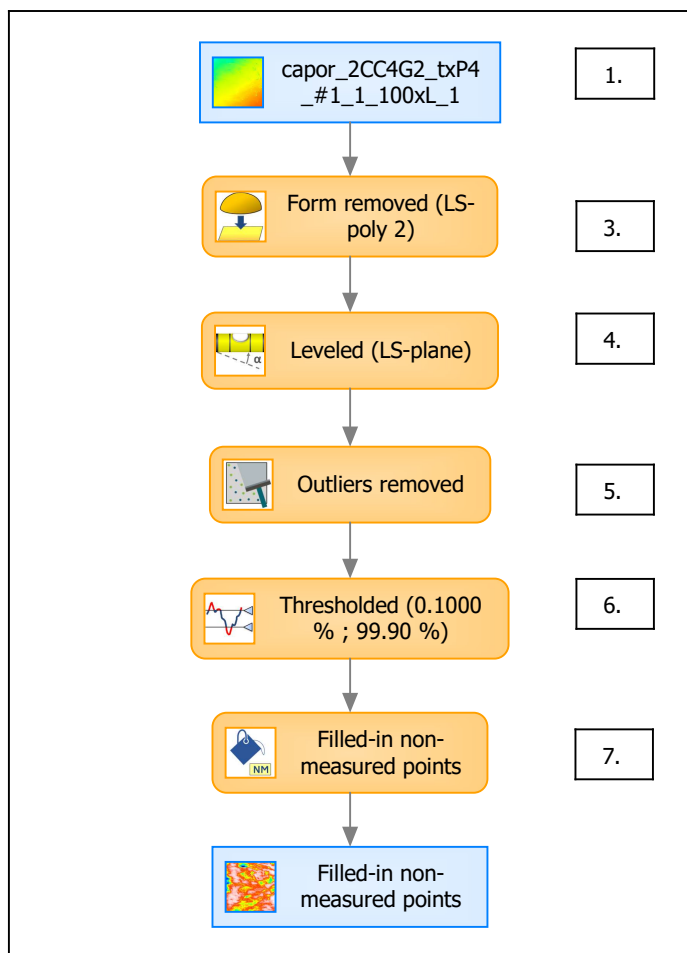 capor_2CC4G2_txP4
_#1_1_100xL_1
1.
Form removed (LS-
poly 2)
3.
α
Leveled (LS-plane)
4.
Outliers removed
5.
Thresholded (0.1000
% ; 99.90 %)
6.
NM
Filled-in non-
measured points
7.
Filled-in non-
measured points